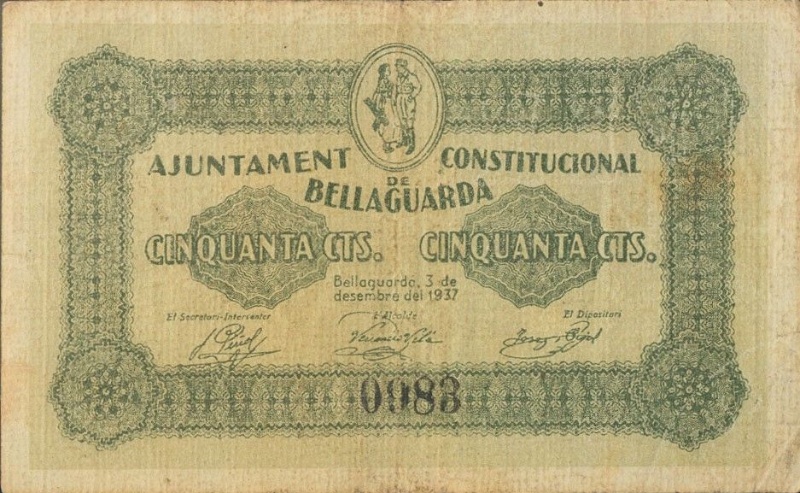 AJUNTAMENT CONSTITUCIONAL
DE
BELLAGUARDA
CINQUANTA CTS. CINQUANTA CTS.
Bellaguarda, 3 de
desembre del 1937
El Secretari-Interventor L'Alcalde El Dipositari
0983